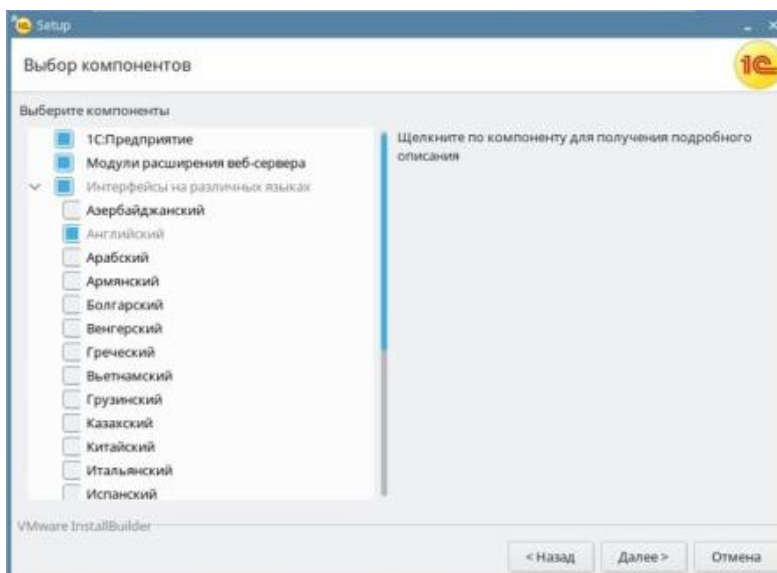 Setup
Выбор компонентов
1С
Выберите компоненты
1С:Предприятие
Модули расширения веб-сервера
Интерфейсы на различных языках
Азербайджанский
Английский
Арабский
Армянский
Болгарский
Венгерский
Греческий
Вьетнамский
Грузинский
Казахский
Китайский
Итальянский
Испанский
Щелкните по компоненту для получения подробного
описания
VMware InstallBuilder
< Назад
Далее >
Отмена